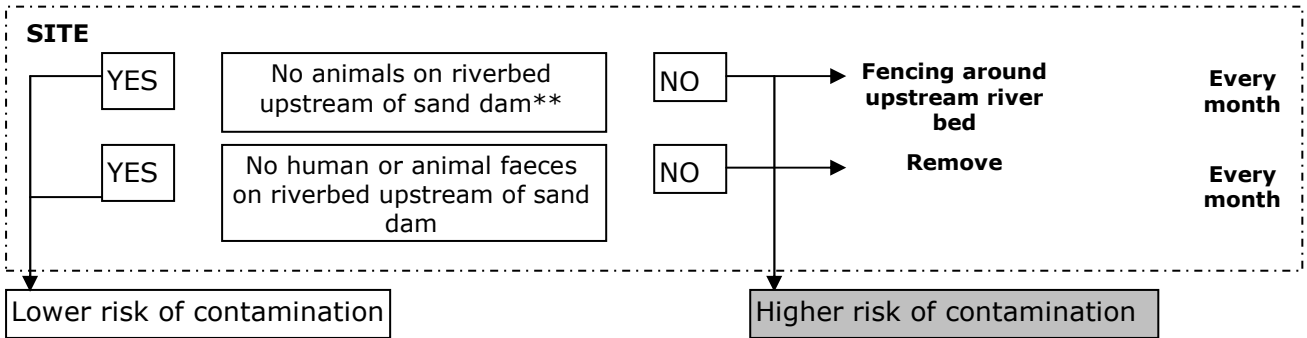 SITE
YES
No animals on riverbed
upstream of sand dam**
NO
Fencing around
upstream river
bed
Every
month
YES
No human or animal faeces
on riverbed upstream of sand
dam
NO
Remove
Every
month
Lower risk of contamination
Higher risk of contamination